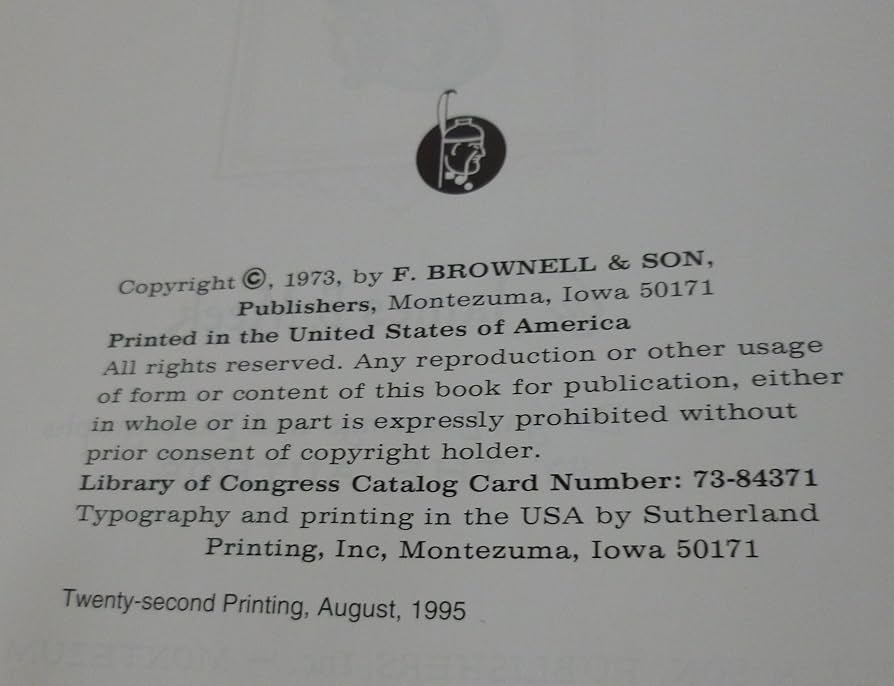 Copyright ©, 1973, by F. BROWNELL & SON,
Publishers, Montezuma, Iowa 50171
Printed in the United States of America
All rights reserved. Any reproduction or other usage
of form or content of this book for publication, either
in whole or in part is expressly prohibited without
prior consent of copyright holder.
Library of Congress Catalog Card Number: 73-84371
Typography and printing in the USA by Sutherland
Printing, Inc, Montezuma, Iowa 50171
Twenty-second Printing, August, 1995